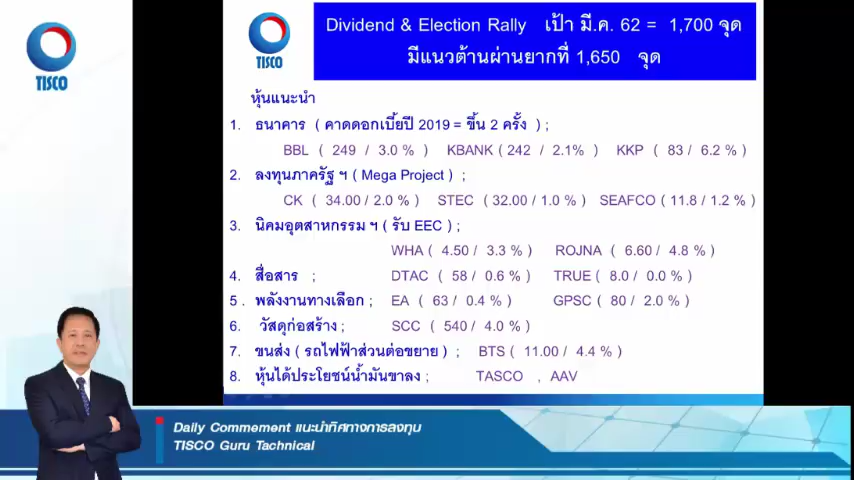 TISCO
TISCO
Dividend & Election Rally เป้า มี.ค. 62 = 1,700 จุด
มีแนวต้านผ่านยากที่ 1,650 จุด
หุ้นแนะนำ
1. ธนาคาร ( คาดดอกเบี้ยปี 2019 = ขึ้น 2 ครั้ง ) ;
BBL ( 249 / 3.0 % ) KBANK ( 242 / 2.1% ) KKP ( 83 / 6.2 % )
2. ลงทุนภาครัฐ ฯ ( Mega Project ) ;
CK ( 34.00 / 2.0 % ) STEC ( 32.00 / 1.0 % ) SEAFCO ( 11.8 / 1.2 % )
3. นิคมอุตสาหกรรม ฯ ( รับ EEC ) ;
WHA ( 4.50 / 3.3 % ) ROJNA ( 6.60 / 4.8 % )
4. สื่อสาร ; DTAC ( 58 / 0.6 % ) TRUE ( 8.0 / 0.0 % )
5 . พลังงานทางเลือก ; EA ( 63 / 0.4 % ) GPSC ( 80 / 2.0 % )
6. วัสดุก่อสร้าง ; SCC ( 540 / 4.0 % )
7. ขนส่ง ( รถไฟฟ้าส่วนต่อขยาย ) ; BTS ( 11.00 / 4.4 % )
8. หุ้นได้ประโยชน์น้ำมันขาลง ; TASCO , AAV
Daily Commement แนะนำทิศทางการลงทุน
TISCO Guru Tachnical